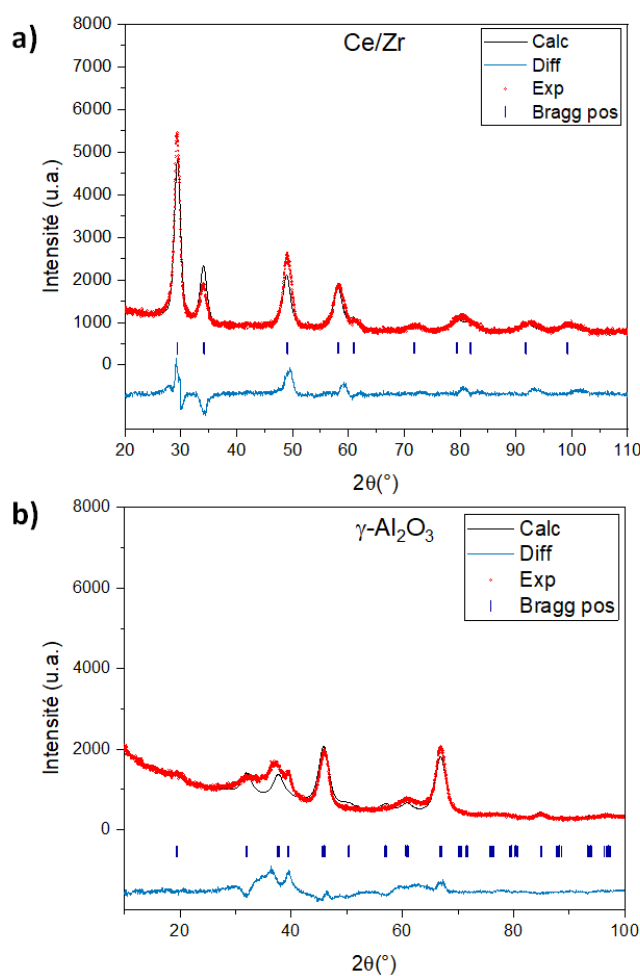 a)
Ce/Zr
Calc
Diff
Exp
Bragg pos
8000
7000
6000
5000
4000
3000
2000
1000
0
Intensité (u.a.)
20 30 40 50 60 70 80 90 100 110
2θ(°)
b)
γ-Al₂O₃
Calc
Diff
Exp
Bragg pos
8000
6000
4000
2000
0
Intensité (u.a.)
20 40 60 80 100
2θ(°)